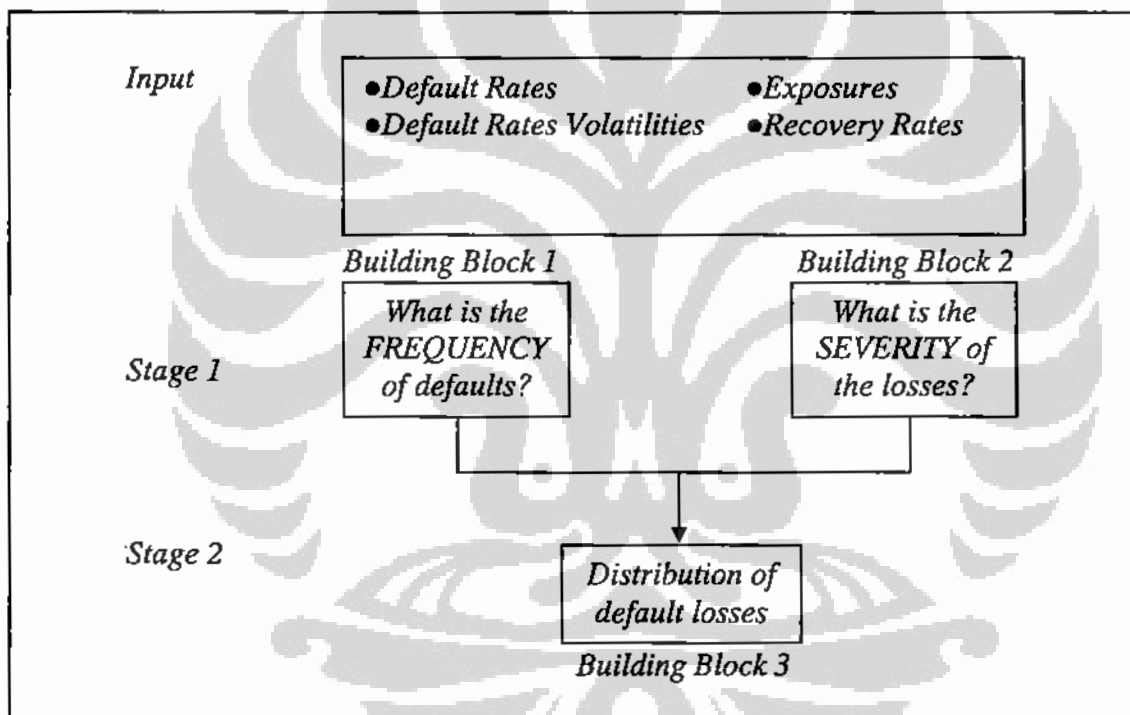 Input
●Default Rates
●Exposures
●Default Rates Volatilities
●Recovery Rates
Building Block 1
Building Block 2
Stage 1
What is the
FREQUENCY
of defaults?
What is the
SEVERITY of
the losses?
Stage 2
Distribution of
default losses
Building Block 3